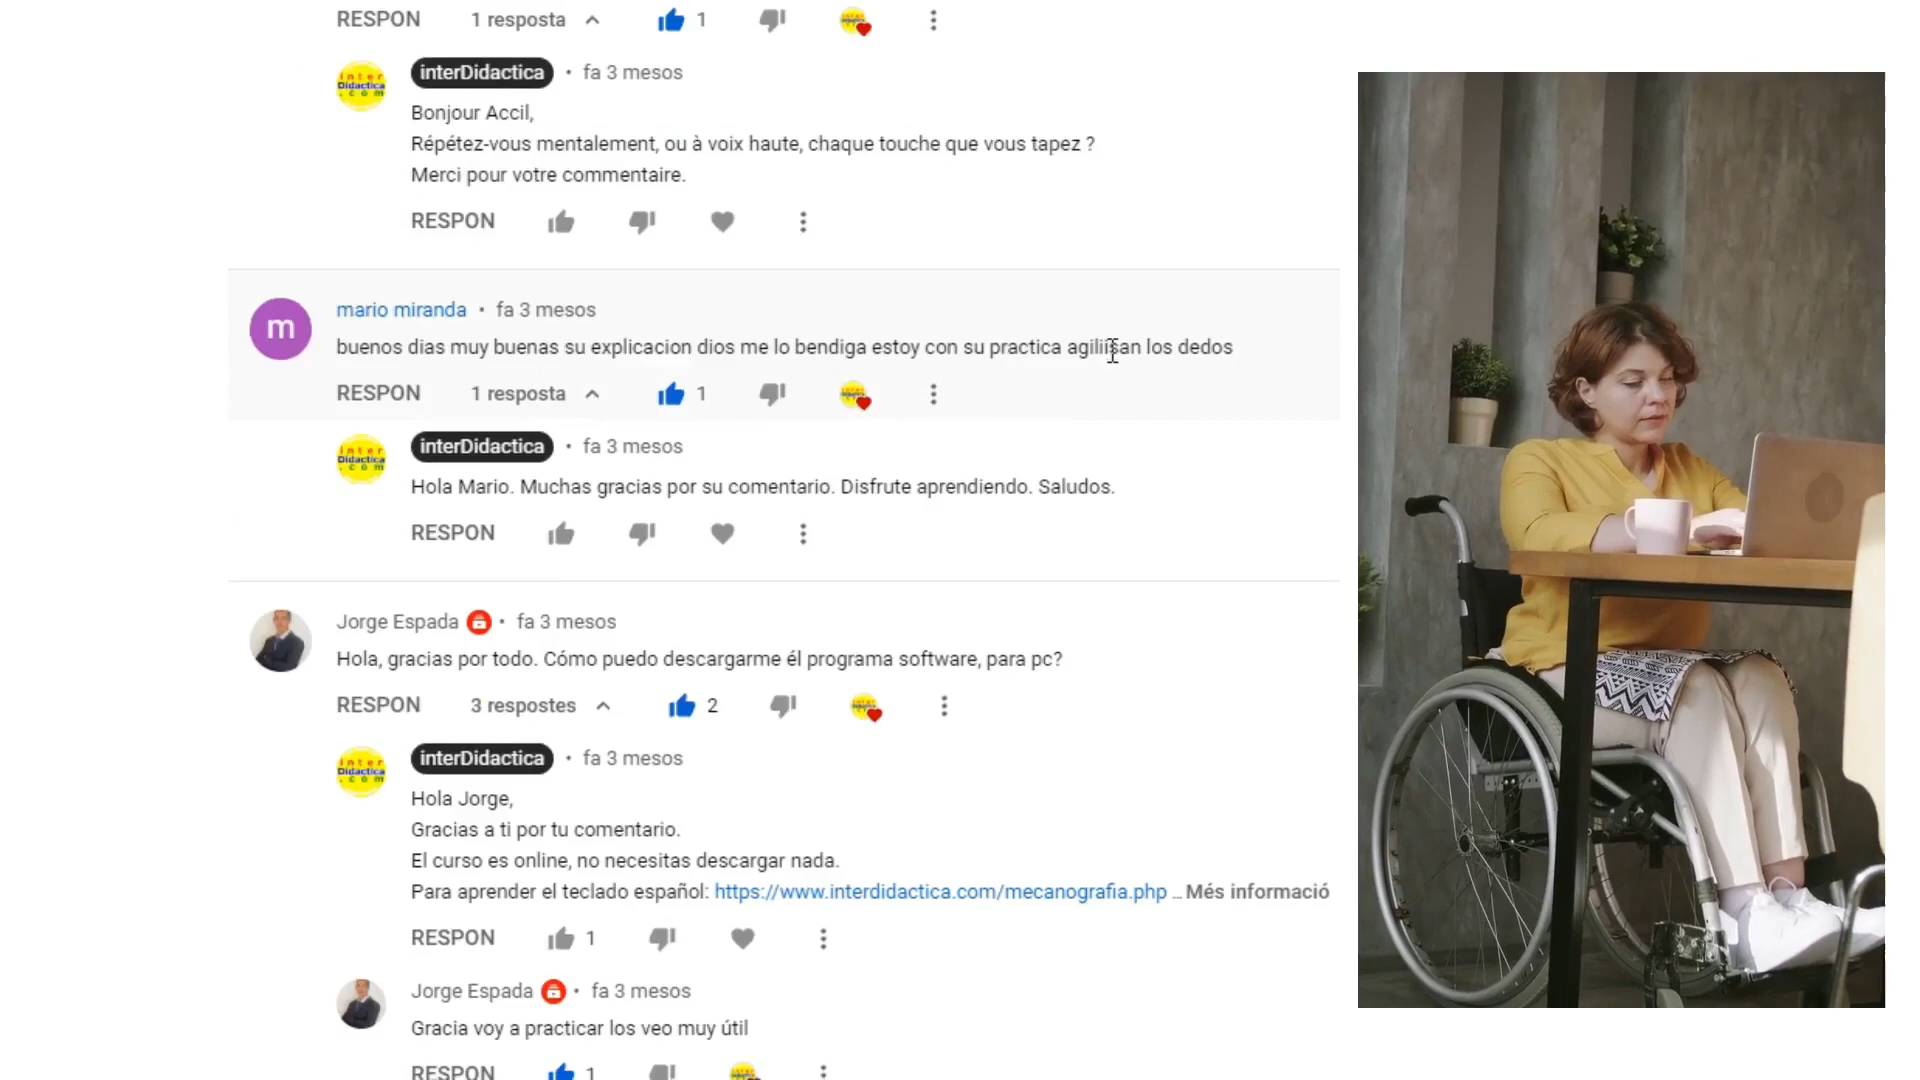 RESPON 1 resposta 1
interDidactica • fa 3 mesos
Bonjour Accil,
Répétez-vous mentalement, ou à voix haute, chaque touche que vous tapez ?
Merci pour votre commentaire.
RESPON
m
mario miranda • fa 3 mesos
buenos dias muy buenas su explicacion dios me lo bendiga estoy con su practica agiliisan los dedos
RESPON 1 resposta 1
interDidactica • fa 3 mesos
Hola Mario. Muchas gracias por su comentario. Disfrute aprendiendo. Saludos.
RESPON
Jorge Espada • fa 3 mesos
Hola, gracias por todo. Cómo puedo descargarme él programa software, para pc?
RESPON 3 respostes 2
interDidactica • fa 3 mesos
Hola Jorge,
Gracias a ti por tu comentario.
El curso es online, no necesitas descargar nada.
Para aprender el teclado español: https://www.interdidactica.com/mecanografia.php ... Més informació
RESPON 1
Jorge Espada • fa 3 mesos
Gracia voy a practicar los veo muy útil
RESPON 1